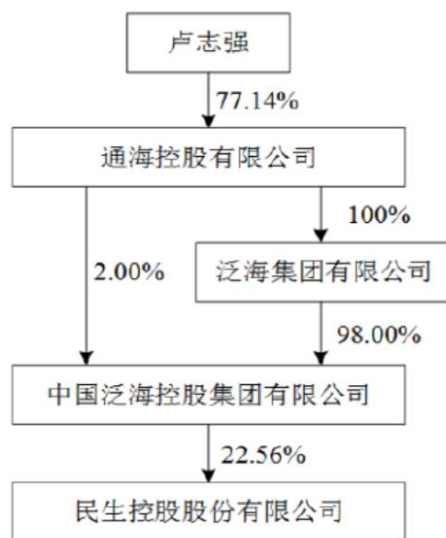 卢志强
77.14%
通海控股有限公司
100%
2.00%
泛海集团有限公司
98.00%
中国泛海控股集团有限公司
22.56%
民生控股股份有限公司